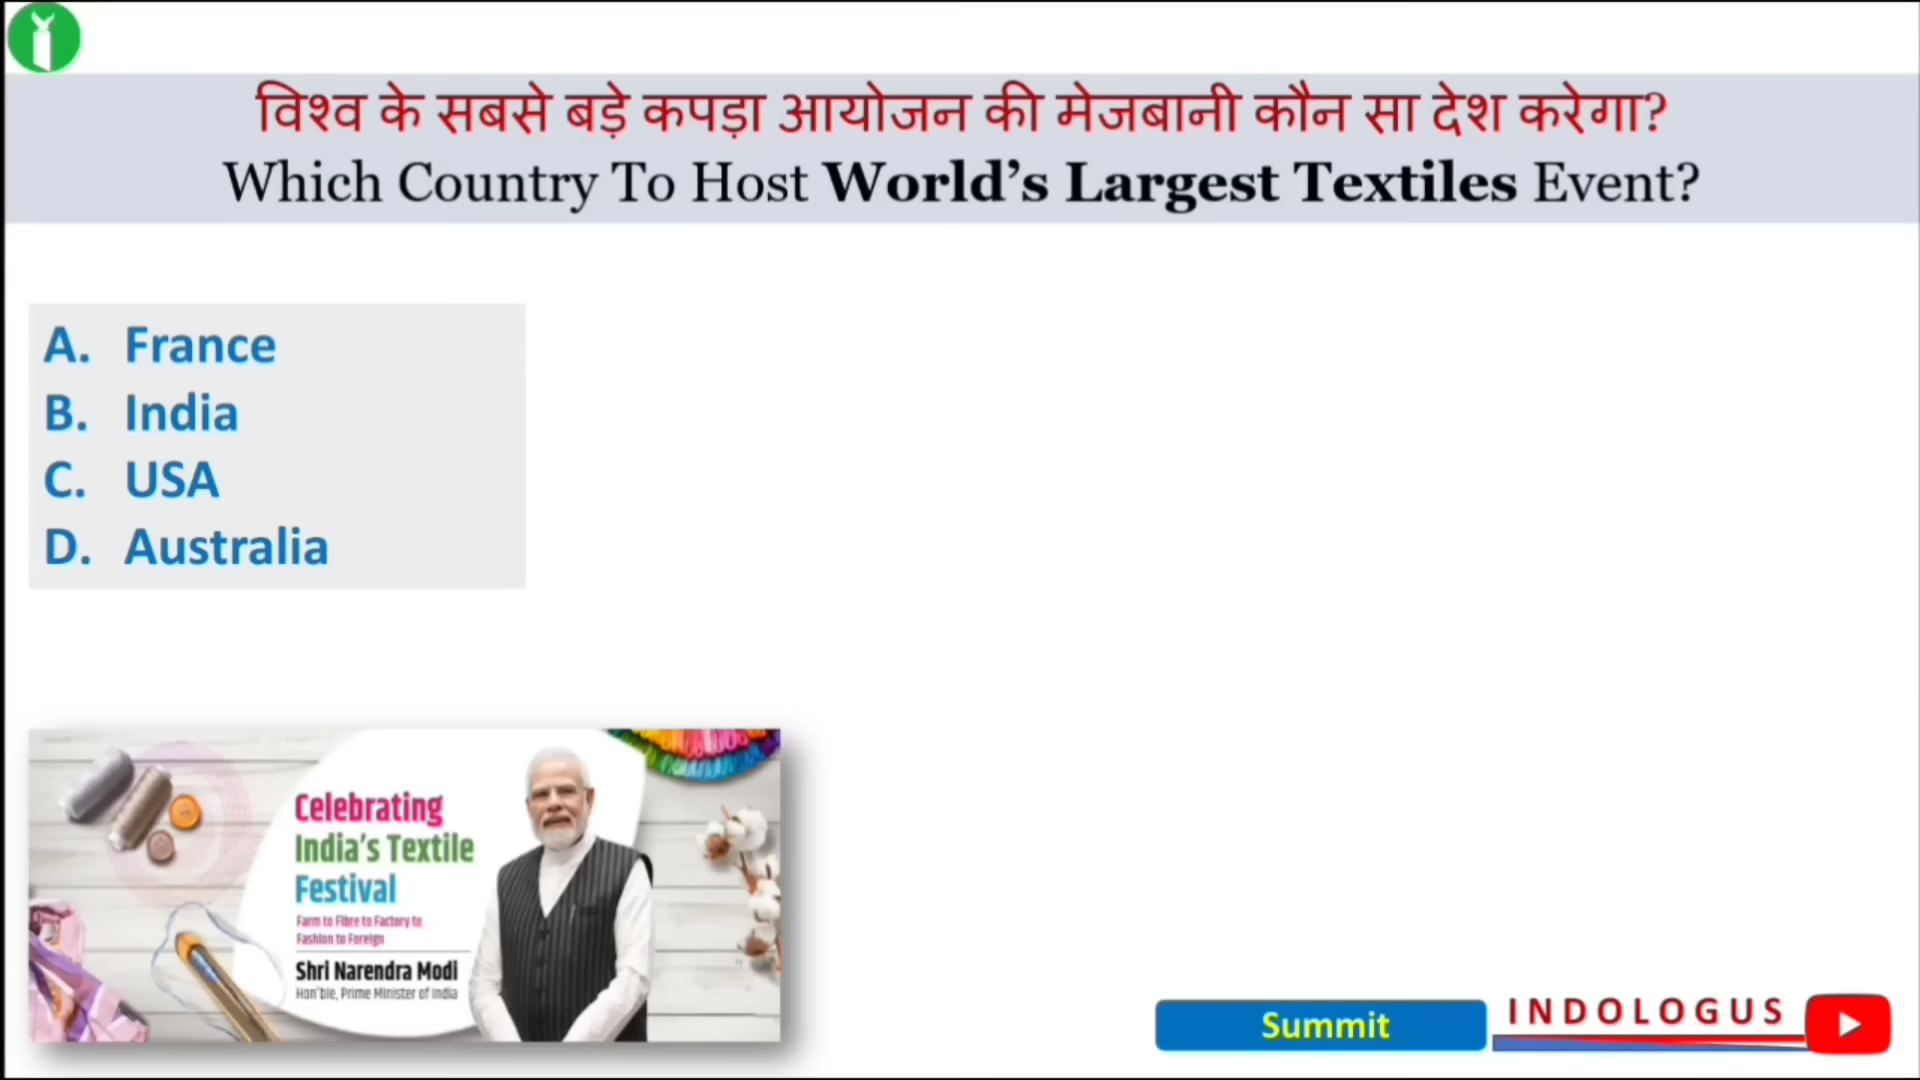 विश्व के सबसे बड़े कपड़ा आयोजन की मेजबानी कौन सा देश करेगा?
Which Country To Host World’s Largest Textiles Event?
A. France
B. India
C. USA
D. Australia
Celebrating
India’s Textile
Festival
Farm to Fibre to Factory to
Fashion to Foreign
Shri Narendra Modi
Hon’ble, Prime Minister of India
Summit
INDOLOGUS